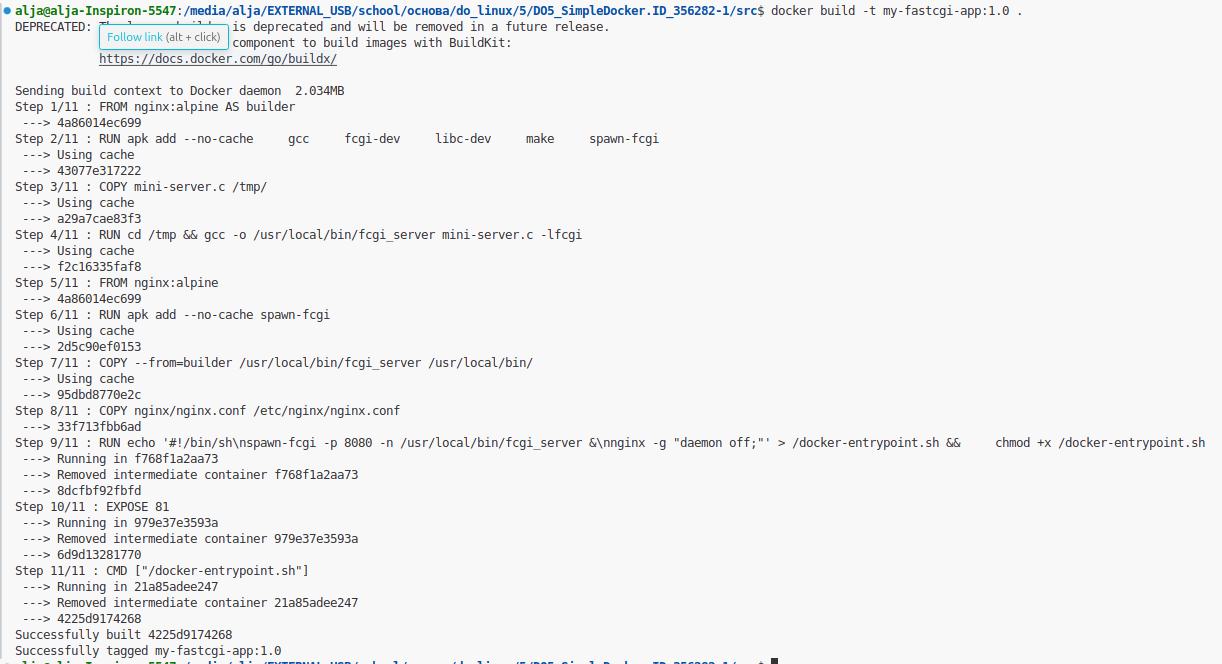 alja@alja-Inspiron-5547:/media/alja/EXTERNAL_USB/school/основа/do_linux/5/DO5_SimpleDocker.ID_356282-1/src$ docker build -t my-fastcgi-app:1.0 .
DEPRECATED: is deprecated and will be removed in a future release.
Follow link (alt + click)
component to build images with BuildKit:
https://docs.docker.com/go/buildx/
Sending build context to Docker daemon  2.034MB
Step 1/11 : FROM nginx:alpine AS builder
---> 4a86014ec699
Step 2/11 : RUN apk add --no-cache     gcc     fcgi-dev     libc-dev     make     spawn-fcgi
---> Using cache
---> 43077e317222
Step 3/11 : COPY mini-server.c /tmp/
---> Using cache
---> a29a7cae83f3
Step 4/11 : RUN cd /tmp && gcc -o /usr/local/bin/fcgi_server mini-server.c -lfcgi
---> Using cache
---> f2c16335faf8
Step 5/11 : FROM nginx:alpine
---> 4a86014ec699
Step 6/11 : RUN apk add --no-cache spawn-fcgi
---> Using cache
---> 2d5c90ef0153
Step 7/11 : COPY --from=builder /usr/local/bin/fcgi_server /usr/local/bin/
---> Using cache
---> 95dbd8770e2c
Step 8/11 : COPY nginx/nginx.conf /etc/nginx/nginx.conf
---> 33f713fbb6ad
Step 9/11 : RUN echo '#!/bin/sh\nspawn-fcgi -p 8080 -n /usr/local/bin/fcgi_server &\nnginx -g "daemon off;"' > /docker-entrypoint.sh &&     chmod +x /docker-entrypoint.sh
---> Running in f768f1a2aa73
---> Removed intermediate container f768f1a2aa73
---> 8dcfbf92fbfd
Step 10/11 : EXPOSE 81
---> Running in 979e37e3593a
---> Removed intermediate container 979e37e3593a
---> 6d9d13281770
Step 11/11 : CMD ["/docker-entrypoint.sh"]
---> Running in 21a85adee247
---> Removed intermediate container 21a85adee247
---> 4225d9174268
Successfully built 4225d9174268
Successfully tagged my-fastcgi-app:1.0